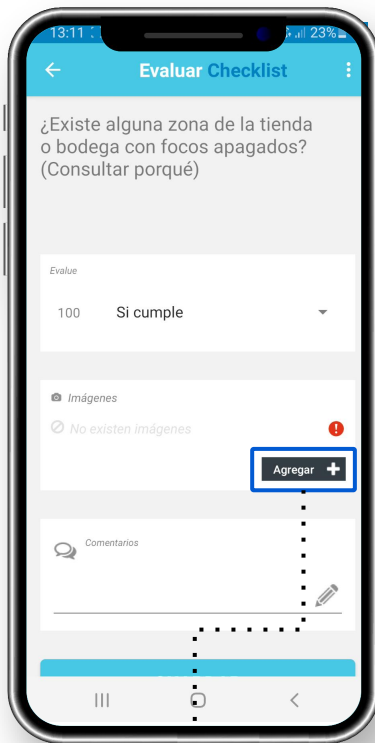 13:11
23%
Evaluar Checklist
¿Existe alguna zona de la tienda
o bodega con focos apagados?
(Consultar porqué)
Evalue
100 Si cumple
Imágenes
No existen imágenes
Agregar
Comentarios